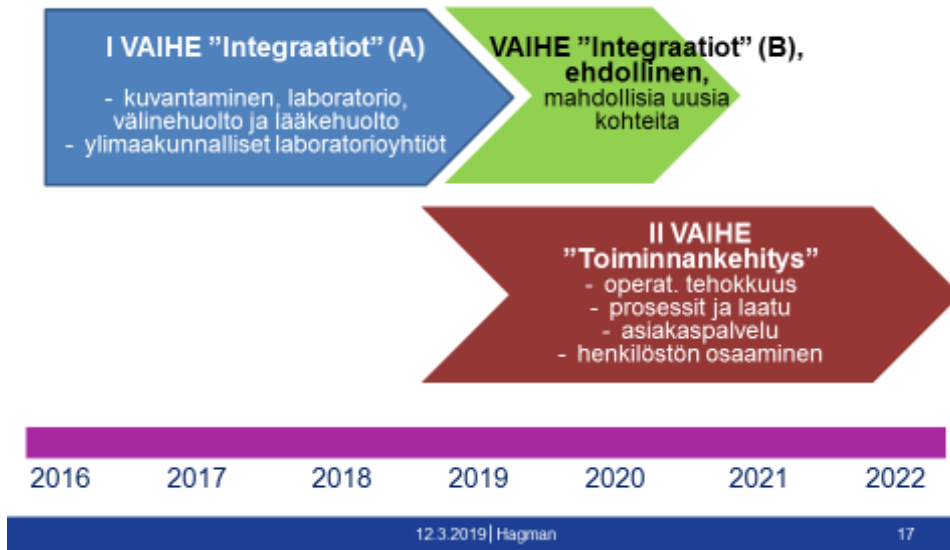 I VAIHE ”Integraatiot” (A)
- kuvantaminen, laboratorio,
välinehuolto ja lääkehuolto
- ylimaakunnalliset laboratorioyhtiöt
VAIHE ”Integraatiot” (B),
ehdollinen,
mahdollisia uusia
kohteita
II VAIHE
”Toiminnankehitys”
- operat. tehokkuus
- prosessit ja laatu
- asiakaspalvelu
- henkilöstön osaaminen
2016 2017 2018 2019 2020 2021 2022
12.3.2019| Hagman 17